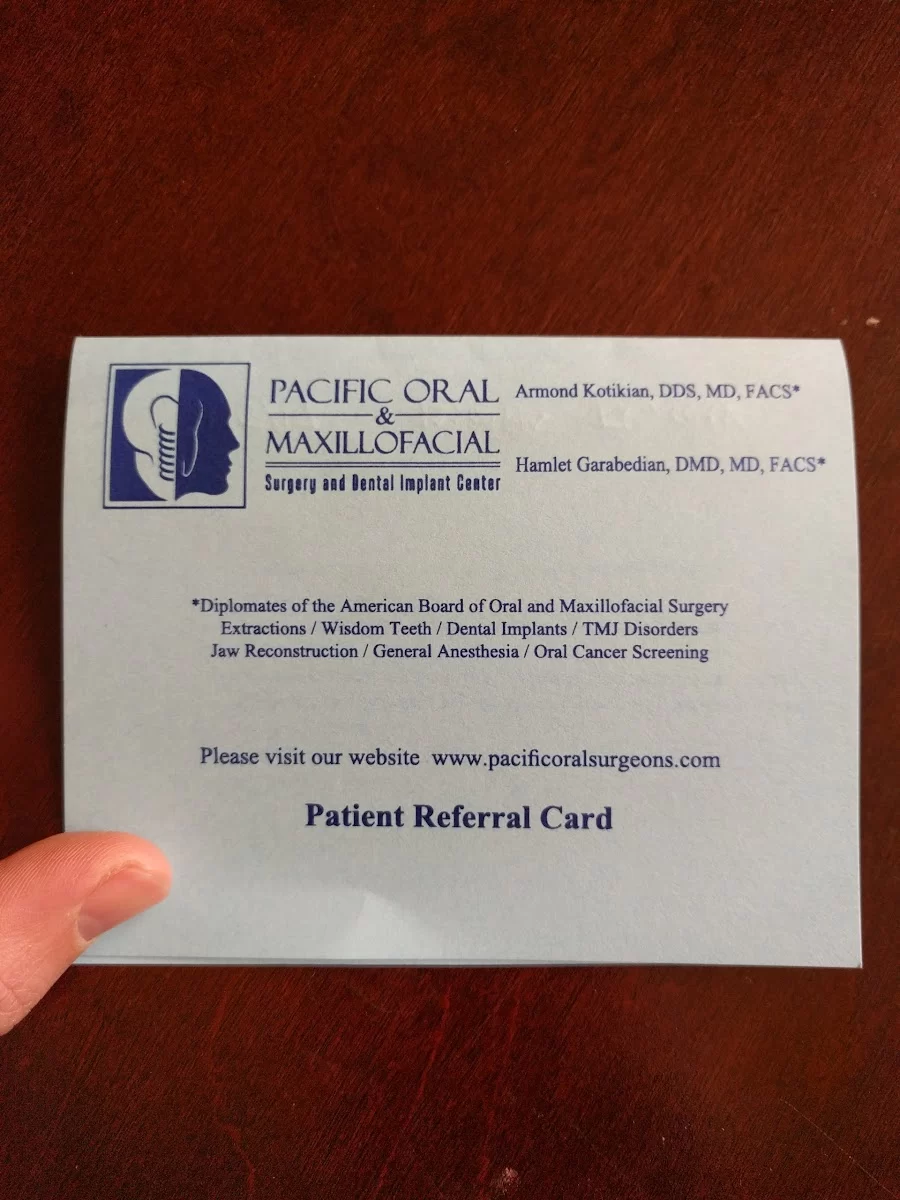 PACIFIC ORAL
&
MAXILLOFACIAL
Surgery and Dental Implant Center
Armond Kotikian, DDS, MD, FACS*
Hamlet Garabedian, DMD, MD, FACS*
*Diplomates of the American Board of Oral and Maxillofacial Surgery
Extractions / Wisdom Teeth / Dental Implants / TMJ Disorders
Jaw Reconstruction / General Anesthesia / Oral Cancer Screening
Please visit our website www.pacificoralsurgeons.com
Patient Referral Card